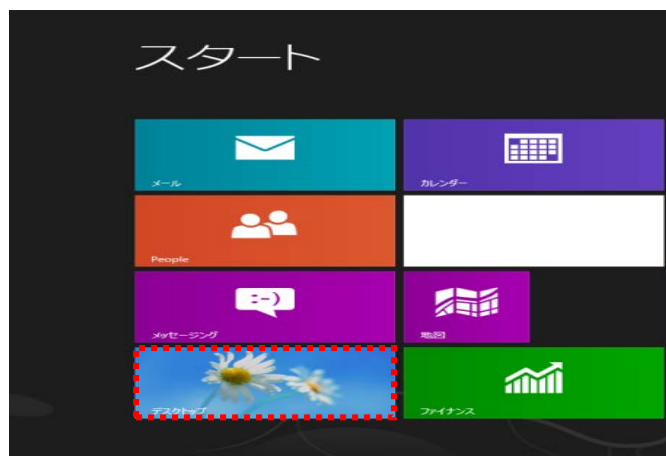 スタート
メール
カレンダー
People
メッセージング
:-)
地図
デスクトップ
ファイナンス